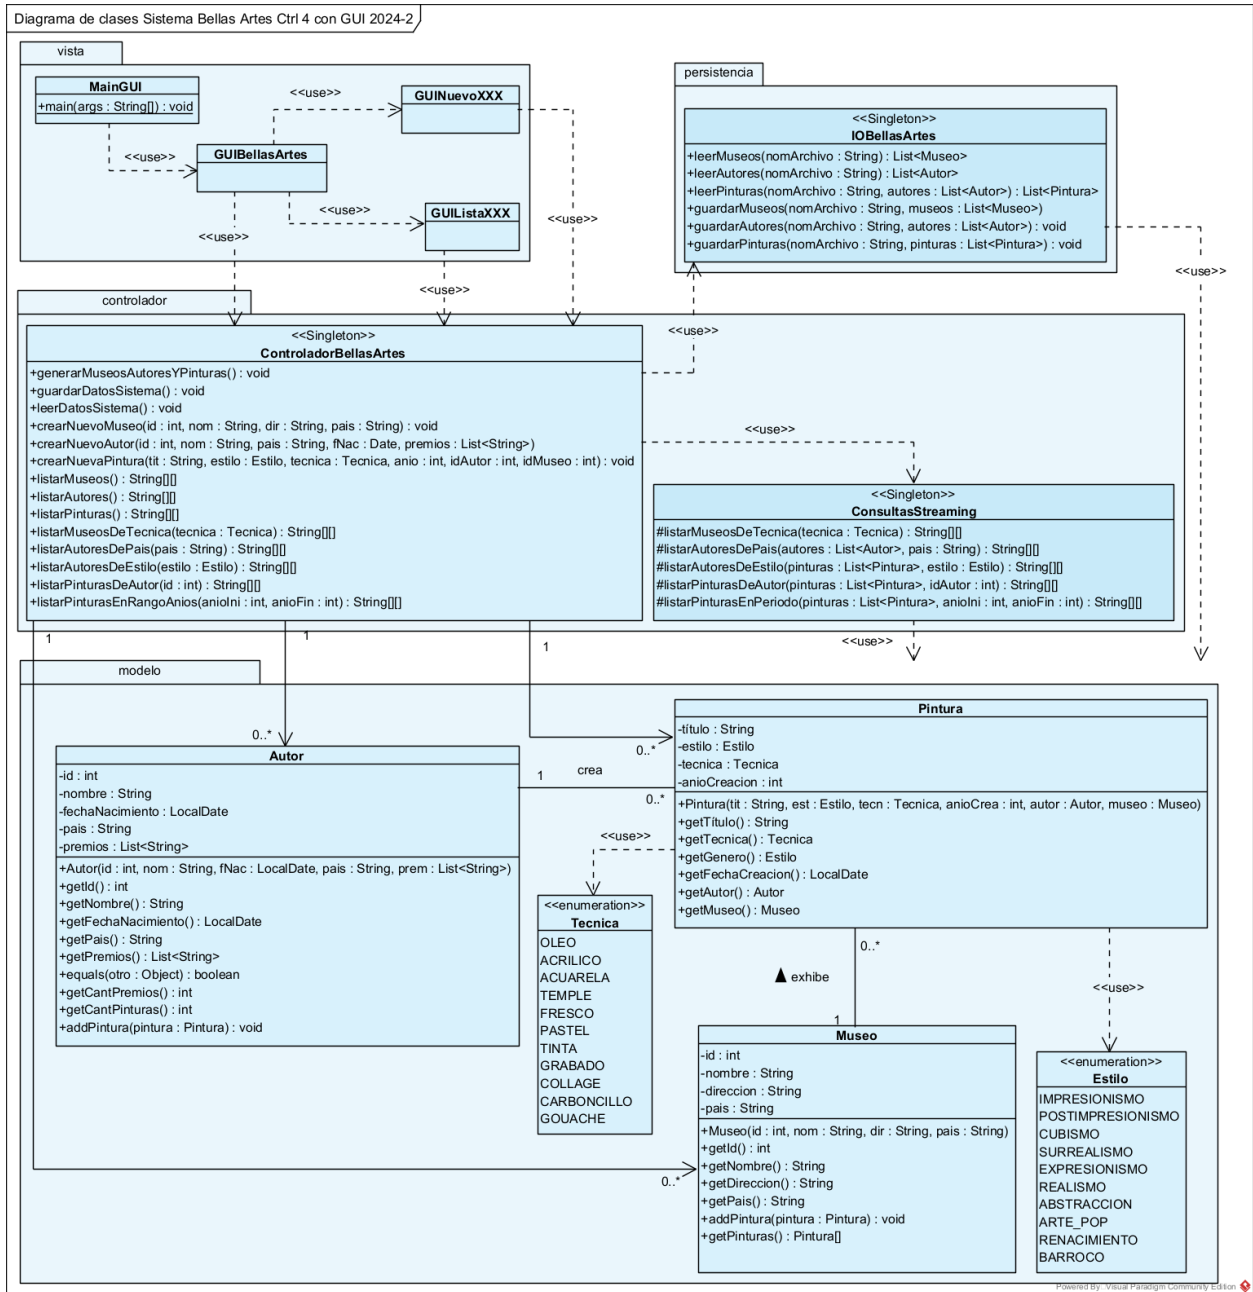 Diagrama de clases Sistema Bellas Artes Ctrl 4 con GUI 2024-2
vista
MainGUI
+main(args : String[]) : void
<<use>>
GUINuevoXXX
<<use>>
GUIBellasArtes
<<use>>
GUIListaXXX
<<use>>
<<use>>
<<use>>
persistencia
<<Singleton>>
IOBellasArtes
+leerMuseos(nomArchivo : String) : List<Museo>
+leerAutores(nomArchivo : String) : List<Autor>
+leerPinturas(nomArchivo : String, autores : List<Autor>) : List<Pintura>
+guardarMuseos(nomArchivo : String, museos : List<Museo>)
+guardarAutores(nomArchivo : String, autores : List<Autor>) : void
+guardarPinturas(nomArchivo : String, pinturas : List<Pintura>) : void
<<use>>
<<use>>
controlador
<<Singleton>>
ControladorBellasArtes
+generarMuseosAutoresYPinturas() : void
+guardarDatosSistema() : void
+leerDatosSistema() : void
+crearNuevoMuseo(id : int, nom : String, dir : String, pais : String) : void
+crearNuevoAutor(id : int, nom : String, pais : String, fNac : Date, premios : List<String>)
+crearNuevaPintura(tit : String, estilo : Estilo, tecnica : Tecnica, anio : int, idAutor : int, idMuseo : int) : void
+listarMuseos() : String[][]
+listarAutores() : String[][]
+listarPinturas() : String[][]
+listarMuseosDeTecnica(tecnica : Tecnica) : String[][]
+listarAutoresDePais(pais : String) : String[][]
+listarAutoresDeEstilo(estilo : Estilo) : String[][]
+listarPinturasDeAutor(id : int) : String[][]
+listarPinturasEnRangoAnios(anioIni : int, anioFin : int) : String[][]
<<use>>
<<Singleton>>
ConsultasStreaming
#listarMuseosDeTecnica(tecnica : Tecnica) : String[][]
#listarAutoresDePais(autores : List<Autor>, pais : String) : String[][]
#listarAutoresDeEstilo(pinturas : List<Pintura>, estilo : Estilo) : String[][]
#listarPinturasDeAutor(pinturas : List<Pintura>, idAutor : int) : String[][]
#listarPinturasEnPeriodo(pinturas : List<Pintura>, anioIni : int, anioFin : int) : String[][]
<<use>>
1
1
1
modelo
0..*
0..*
Autor
-id : int
-nombre : String
-fechaNacimiento : LocalDate
-pais : String
-premios : List<String>
+Autor(id : int, nom : String, fNac : LocalDate, pais : String, prem : List<String>)
+getId() : int
+getNombre() : String
+getFechaNacimiento() : LocalDate
+getPais() : String
+getPremios() : List<String>
+equals(otro : Object) : boolean
+getCantPremios() : int
+getCantPinturas() : int
+addPintura(pintura : Pintura) : void
1
crea
0..*
Pintura
-título : String
-estilo : Estilo
-tecnica : Tecnica
-anioCreacion : int
+Pintura(tit : String, est : Estilo, tecn : Tecnica, anioCrea : int, autor : Autor, museo : Museo)
+getTítulo() : String
+getTecnica() : Tecnica
+getGenero() : Estilo
+getFechaCreacion() : LocalDate
+getAutor() : Autor
+getMuseo() : Museo
<<use>>
<<enumeration>>
Tecnica
OLEO
ACRILICO
ACUARELA
TEMPLE
FRESCO
PASTEL
TINTA
GRABADO
COLLAGE
CARBONCILLO
GOUACHE
0..*
▲ exhibe
1
<<use>>
Museo
-id : int
-nombre : String
-direccion : String
-pais : String
+Museo(id : int, nom : String, dir : String, pais : String)
+getId() : int
+getNombre() : String
+getDireccion() : String
+getPais() : String
+addPintura(pintura : Pintura) : void
+getPinturas() : Pintura[]
0..*
<<enumeration>>
Estilo
IMPRESIONISMO
POSTIMPRESIONISMO
CUBISMO
SURREALISMO
EXPRESIONISMO
REALISMO
ABSTRACCION
ARTE_POP
RENACIMIENTO
BARROCO
Powered By: Visual Paradigm Community Edition